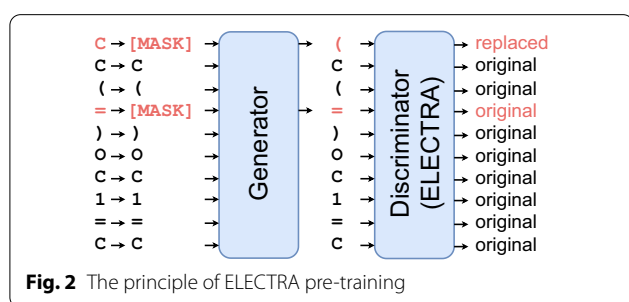 C → [MASK] → → ( → → replaced
C → C → C → → original
( → ( → ( → → original
= → [MASK] → → = → → original
) → ) → ) → → original
O → O → O → → original
C → C → C → → original
1 → 1 → 1 → → original
= → = → = → → original
C → C → C → → original
Generator
Discriminator
(ELECTRA)
Fig. 2 The principle of ELECTRA pre-training